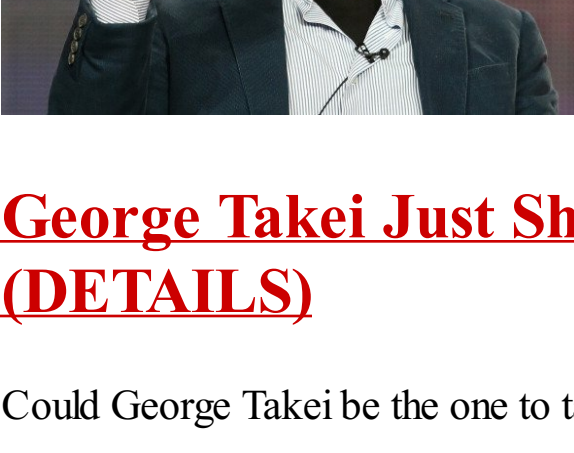 George Takei Just Sh
(DETAILS)
Could George Takei be the one to t